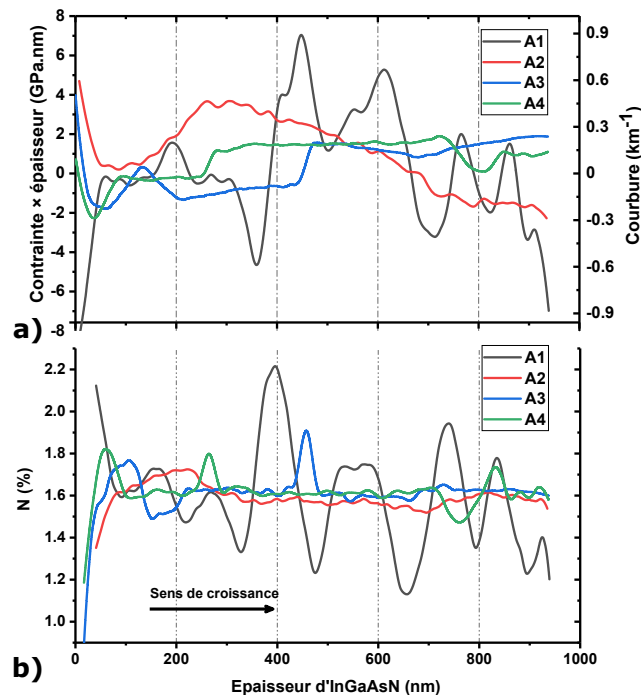 Contrainte × épaisseur (GPa.nm)
8
6
4
2
0
-2
-4
-6
-8
A1
A2
A3
A4
0.9
0.6
0.3
0
-0.3
-0.6
-0.9
Courbure (km⁻¹)
a)
N (%)
2.2
2.0
1.8
1.6
1.4
1.2
1.0
A1
A2
A3
A4
Sens de croissance
0 200 400 600 800 1000
b)
Epaisseur d'InGaAsN (nm)